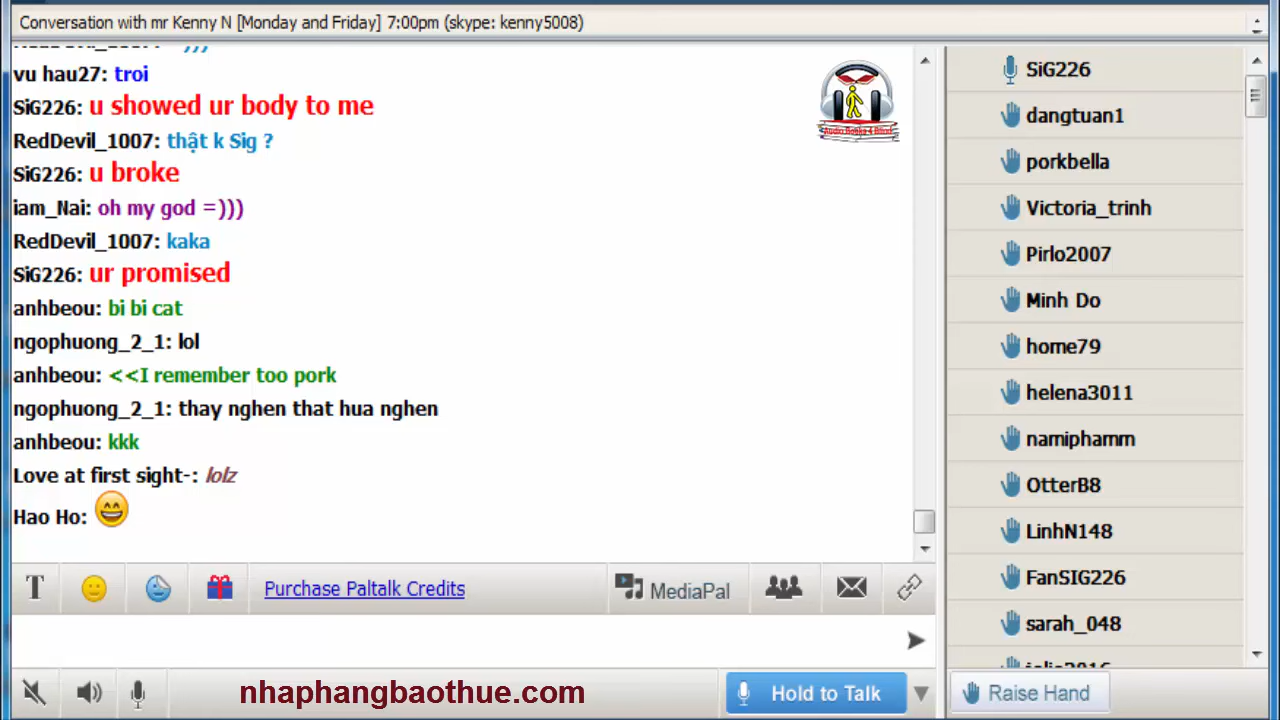 Conversation with mr Kenny N [Monday and Friday] 7:00pm (skype: kenny5008)
vu hau27: troi
SiG226: u showed ur body to me
RedDevil_1007: thật k Sig ?
SiG226: u broke
iam_Nai: oh my god =)))
RedDevil_1007: kaka
SiG226: ur promised
anhbeou: bi bi cat
ngophuong_2_1: lol
anhbeou: <<I remember too pork
ngophuong_2_1: thay nghen that hua nghen
anhbeou: kkk
Love at first sight-: lolz
Hao Ho: 😄
T
Purchase Paltalk Credits
MediaPal
nhaphangbaothue.com
Hold to Talk
SiG226
dangtuan1
porkbella
Victoria_trinh
Pirlo2007
Minh Do
home79
helena3011
namiphamm
OtterB8
LinhN148
FanSIG226
sarah_048
Raise Hand